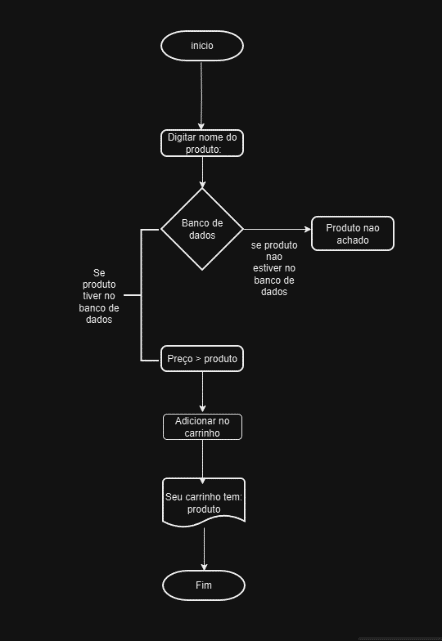 inicio
Digitar nome do
produto:
Banco de
dados
Produto nao
achado
se produto
nao
estiver no
banco de
dados
Se
produto
tiver no
banco de
dados
Preço > produto
Adicionar no
carrinho
Seu carrinho tem:
produto
Fim